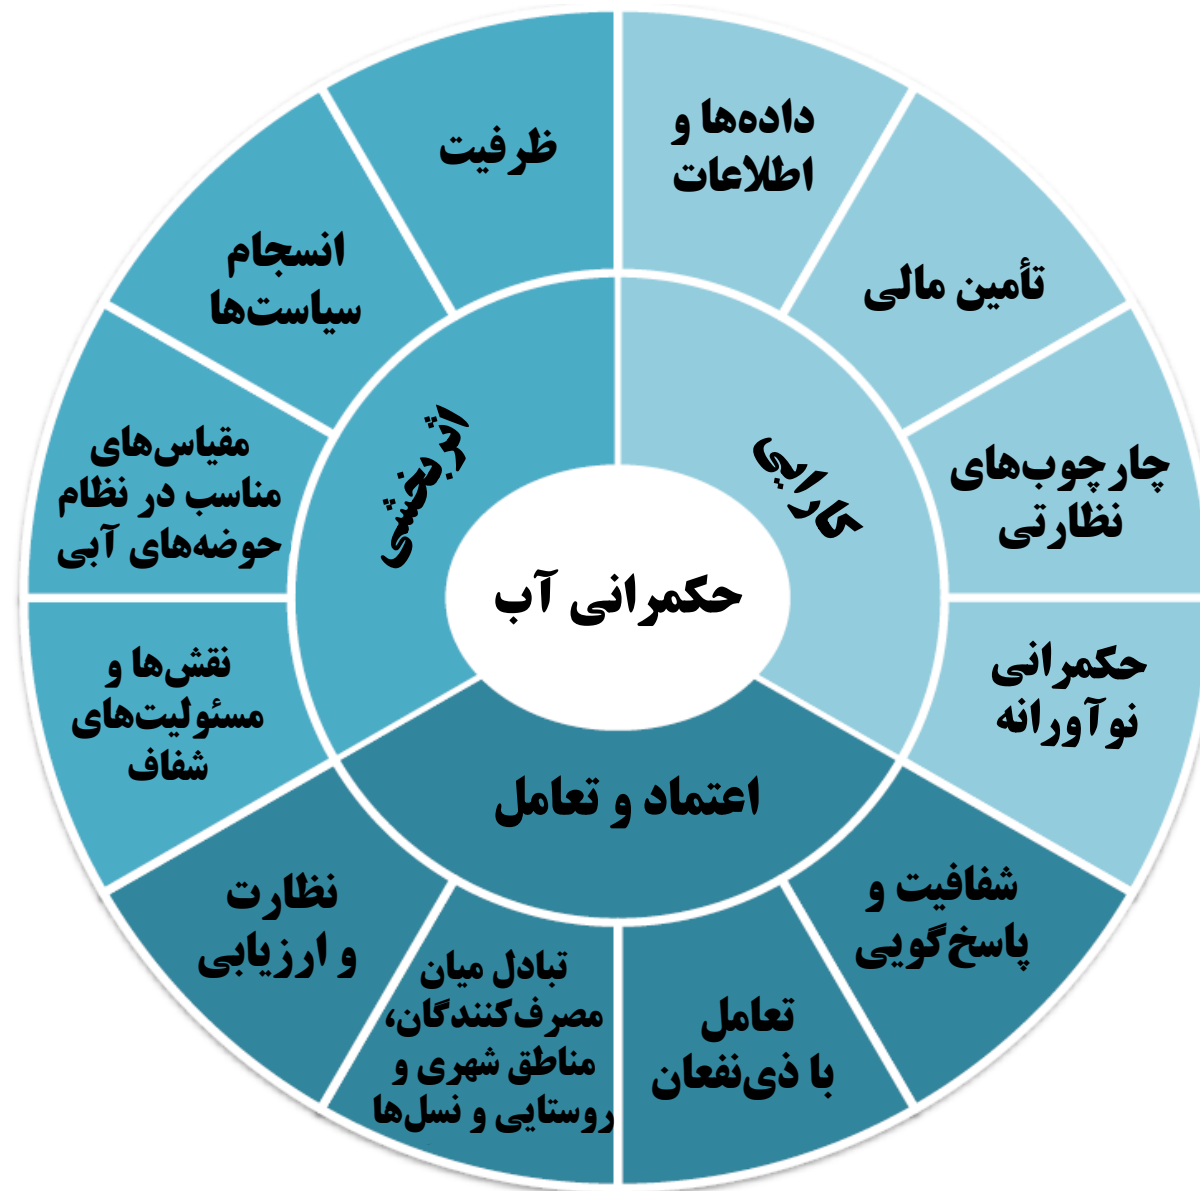 حکمرانی آب
کارایی
داده‌ها و
اطلاعات
تأمین مالی
چارچوب‌های
نظارتی
حکمرانی
نوآورانه
اعتماد و تعامل
شفافیت و
پاسخ‌گویی
تعامل
با ذی‌نفعان
تبادل میان
مصرف‌کنندگان،
مناطق شهری و
روستایی و نسل‌ها
نظارت
و ارزیابی
اثربخشی
نقش‌ها و
مسئولیت‌های
شفاف
مقیاس‌های
مناسب در نظام
حوضه‌های آبی
انسجام
سیاست‌ها
ظرفیت